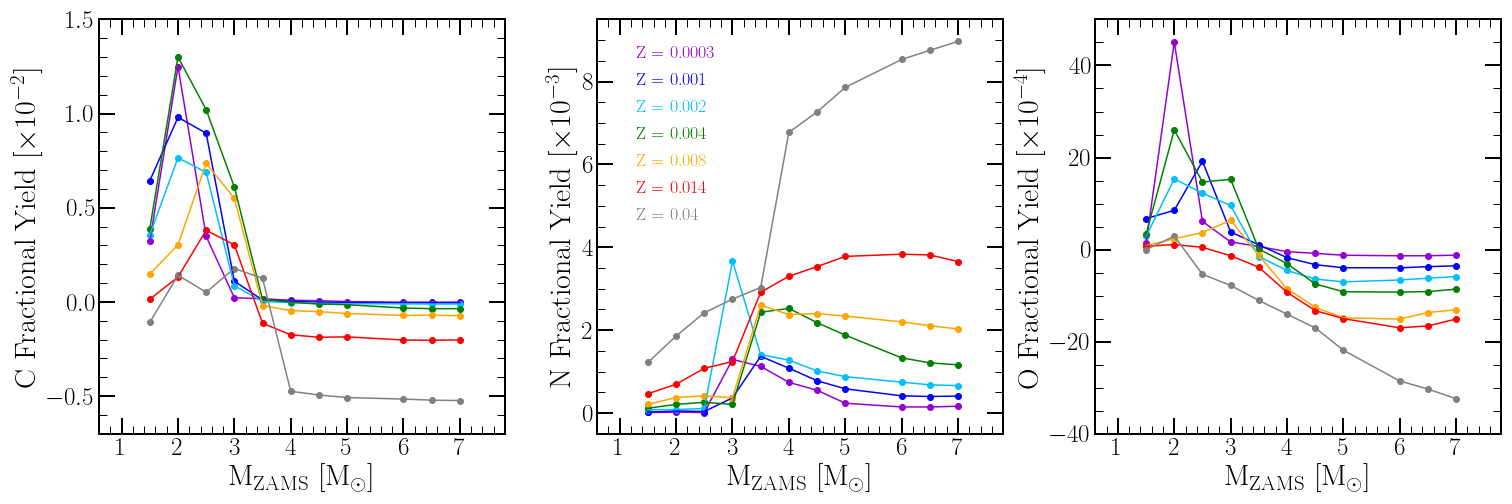 C Fractional Yield [×10⁻²]
1.5
1.0
0.5
0.0
−0.5
1 2 3 4 5 6 7
M_ZAMS [M_⊙]
N Fractional Yield [×10⁻³]
8
6
4
2
0
Z = 0.0003
Z = 0.001
Z = 0.002
Z = 0.004
Z = 0.008
Z = 0.014
Z = 0.04
1 2 3 4 5 6 7
M_ZAMS [M_⊙]
O Fractional Yield [×10⁻⁴]
40
20
0
−20
−40
1 2 3 4 5 6 7
M_ZAMS [M_⊙]